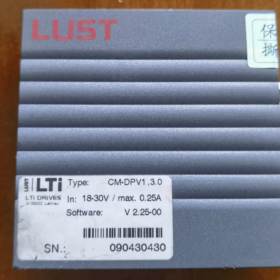 LUST
保
撕
LUST LTi
LTi DRIVES
Type: CM-DPV1,3.0
In: 18-30V / max. 0.25A
Software: V 2.25-00
SN.: 090430430